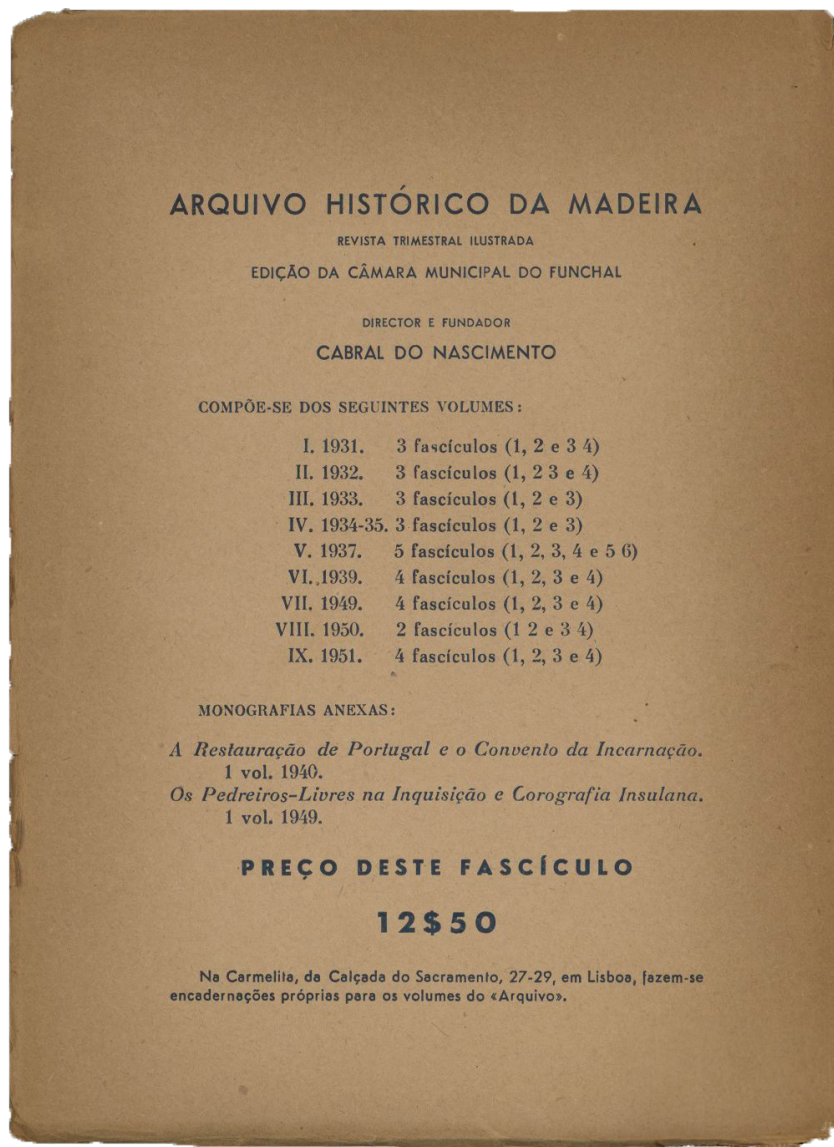 ARQUIVO HISTÓRICO DA MADEIRA
REVISTA TRIMESTRAL ILUSTRADA
EDIÇÃO DA CÂMARA MUNICIPAL DO FUNCHAL
DIRECTOR E FUNDADOR
CABRAL DO NASCIMENTO
COMPÕE-SE DOS SEGUINTES VOLUMES:
I. 1931. 3 fascículos (1, 2 e 3 4)
II. 1932. 3 fascículos (1, 2 3 e 4)
III. 1933. 3 fascículos (1, 2 e 3)
IV. 1934-35. 3 fascículos (1, 2 e 3)
V. 1937. 5 fascículos (1, 2, 3, 4 e 5 6)
VI. 1939. 4 fascículos (1, 2, 3 e 4)
VII. 1949. 4 fascículos (1, 2, 3 e 4)
VIII. 1950. 2 fascículos (1 2 e 3 4)
IX. 1951. 4 fascículos (1, 2, 3 e 4)
MONOGRAFIAS ANEXAS:
A Restauração de Portugal e o Convento da Incarnação.
1 vol. 1940.
Os Pedreiros-Livres na Inquisição e Corografia Insulana.
1 vol. 1949.
PREÇO DESTE FASCÍCULO
12$50
Na Carmelita, da Calçada do Sacramento, 27-29, em Lisboa, fazem-se
encadernações próprias para os volumes do «Arquivo».